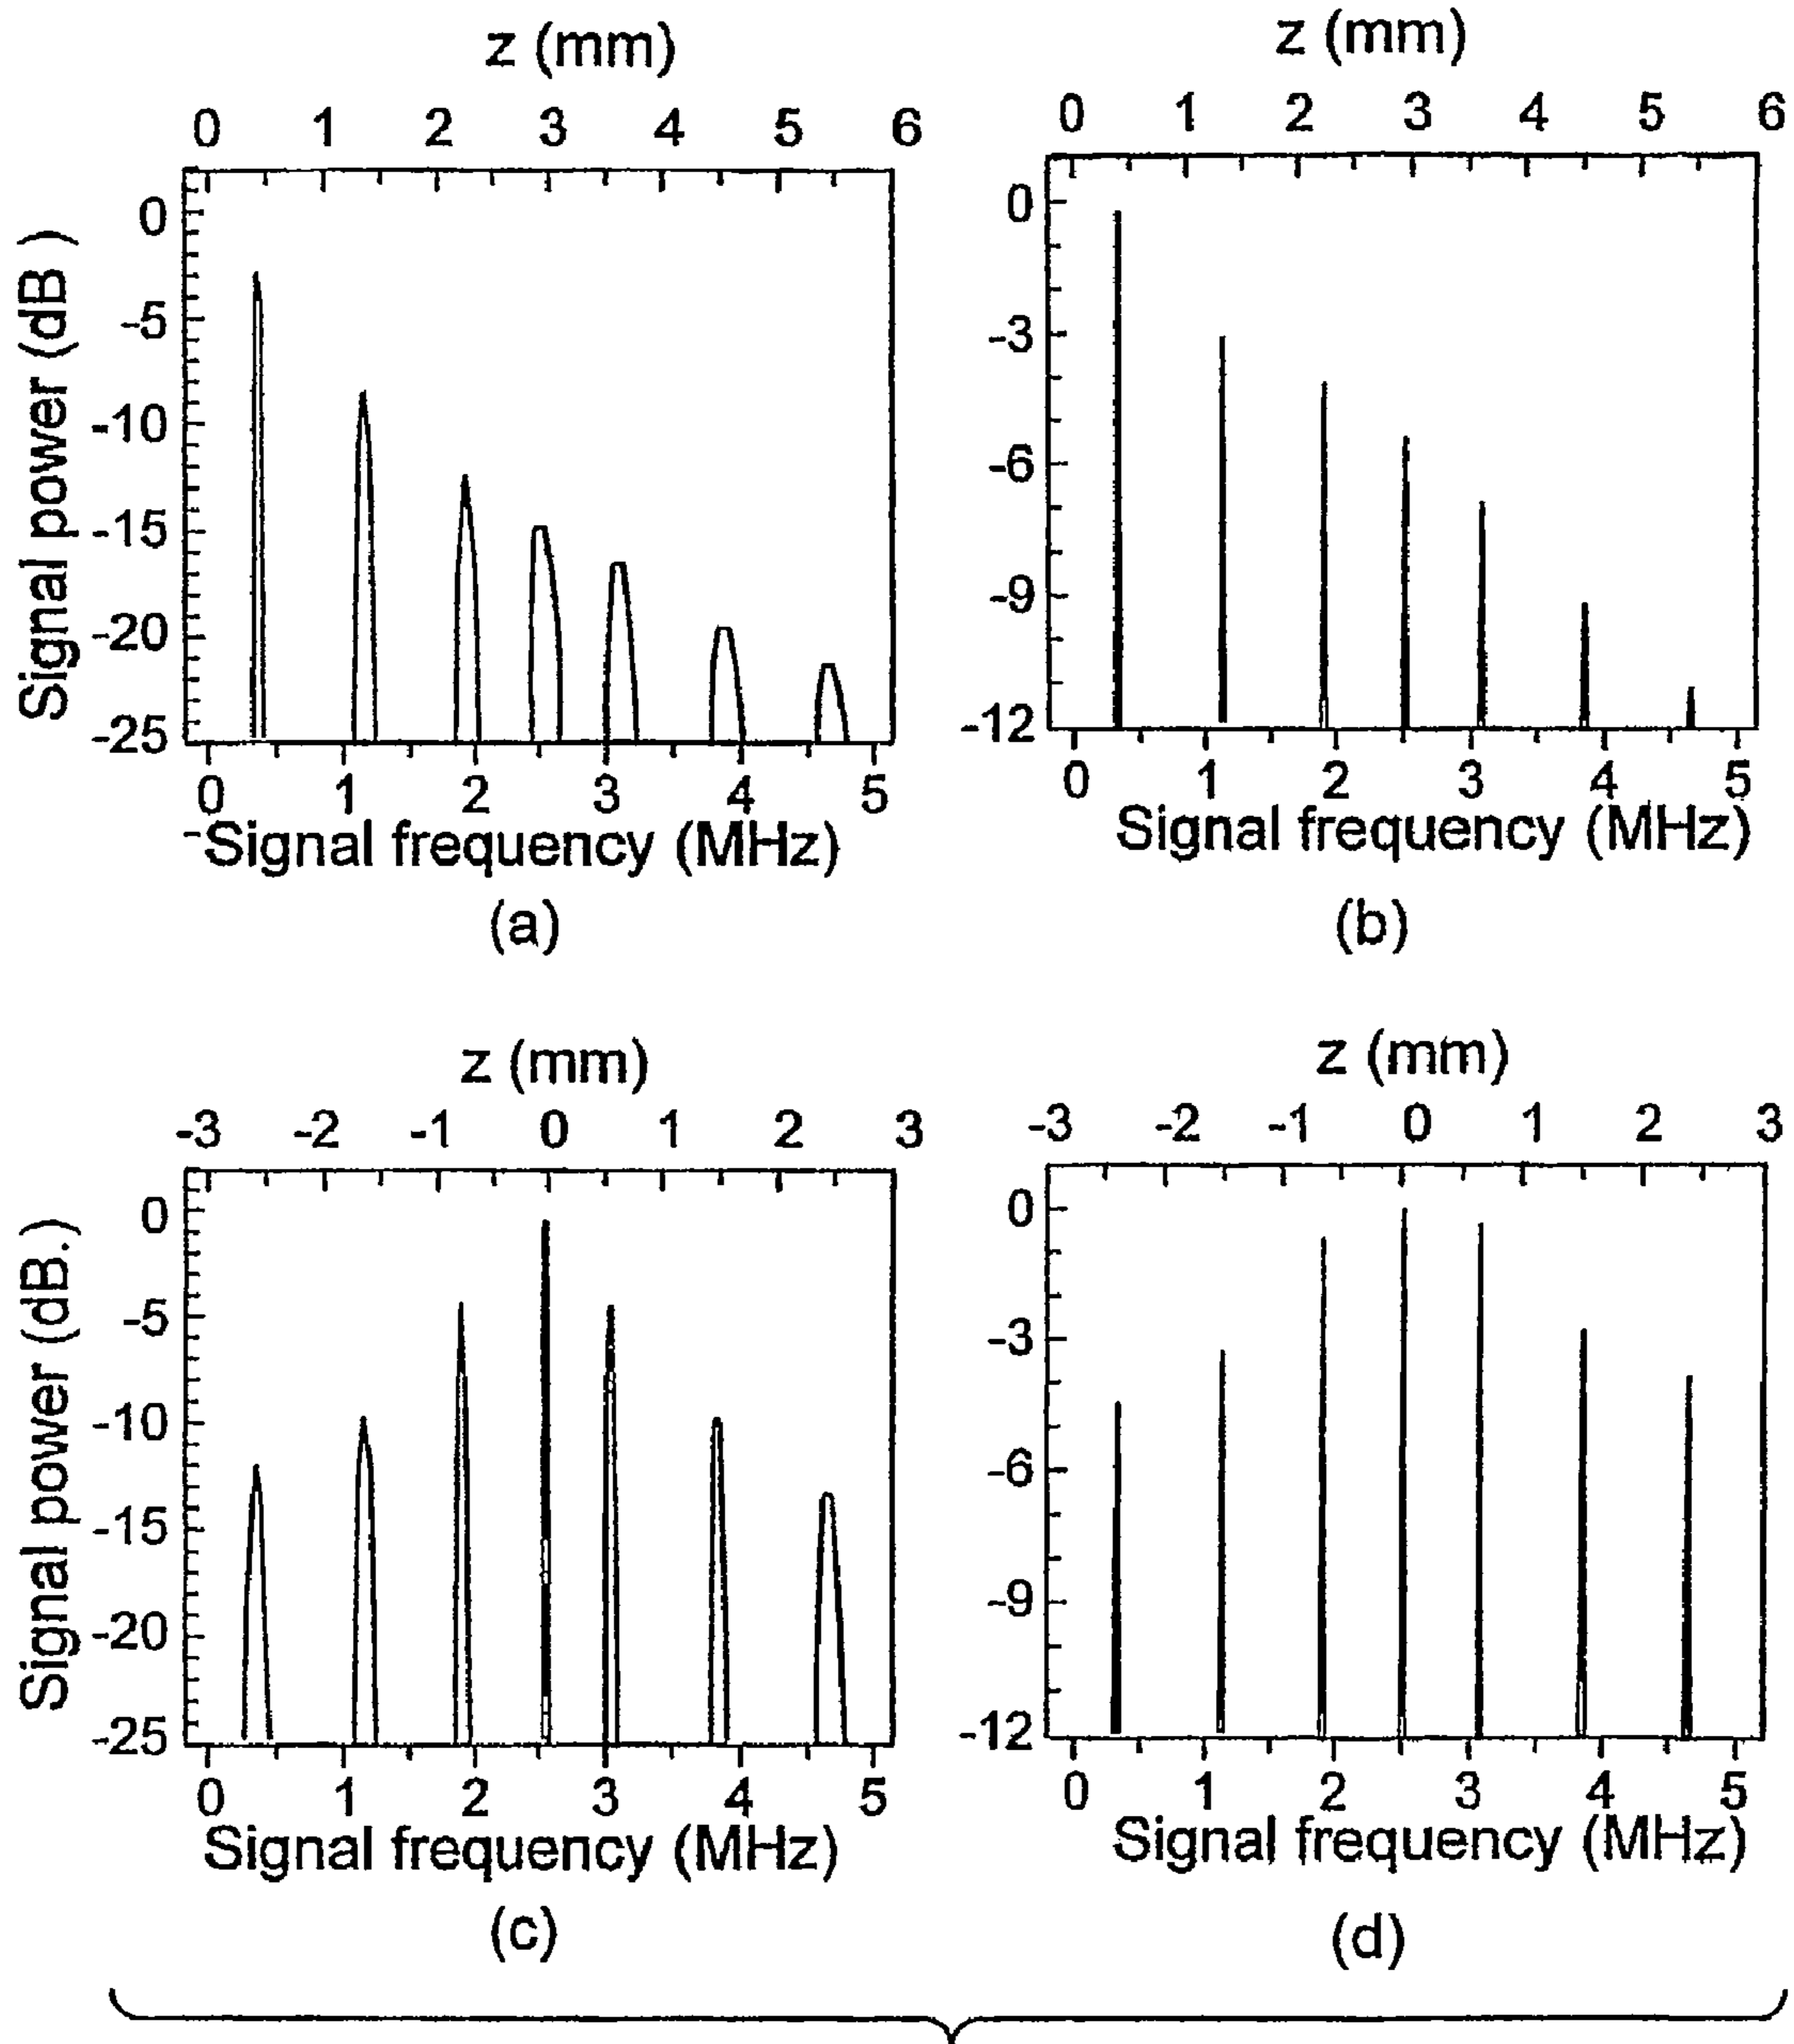 z (mm)
0 1 2 3 4 5 6
Signal power (dB )
0
-5
-10
-15
-20
-25
0 1 2 3 4 5
Signal frequency (MHz)
(a)
z (mm)
0 1 2 3 4 5 6
0
-3
-6
-9
-12
0 1 2 3 4 5
Signal frequency (MHz)
(b)
z (mm)
-3 -2 -1 0 1 2 3
Signal power (dB.)
0
-5
-10
-15
-20
-25
0 1 2 3 4 5
Signal frequency (MHz)
(c)
z (mm)
-3 -2 -1 0 1 2 3
0
-3
-6
-9
-12
0 1 2 3 4 5
Signal frequency (MHz)
(d)